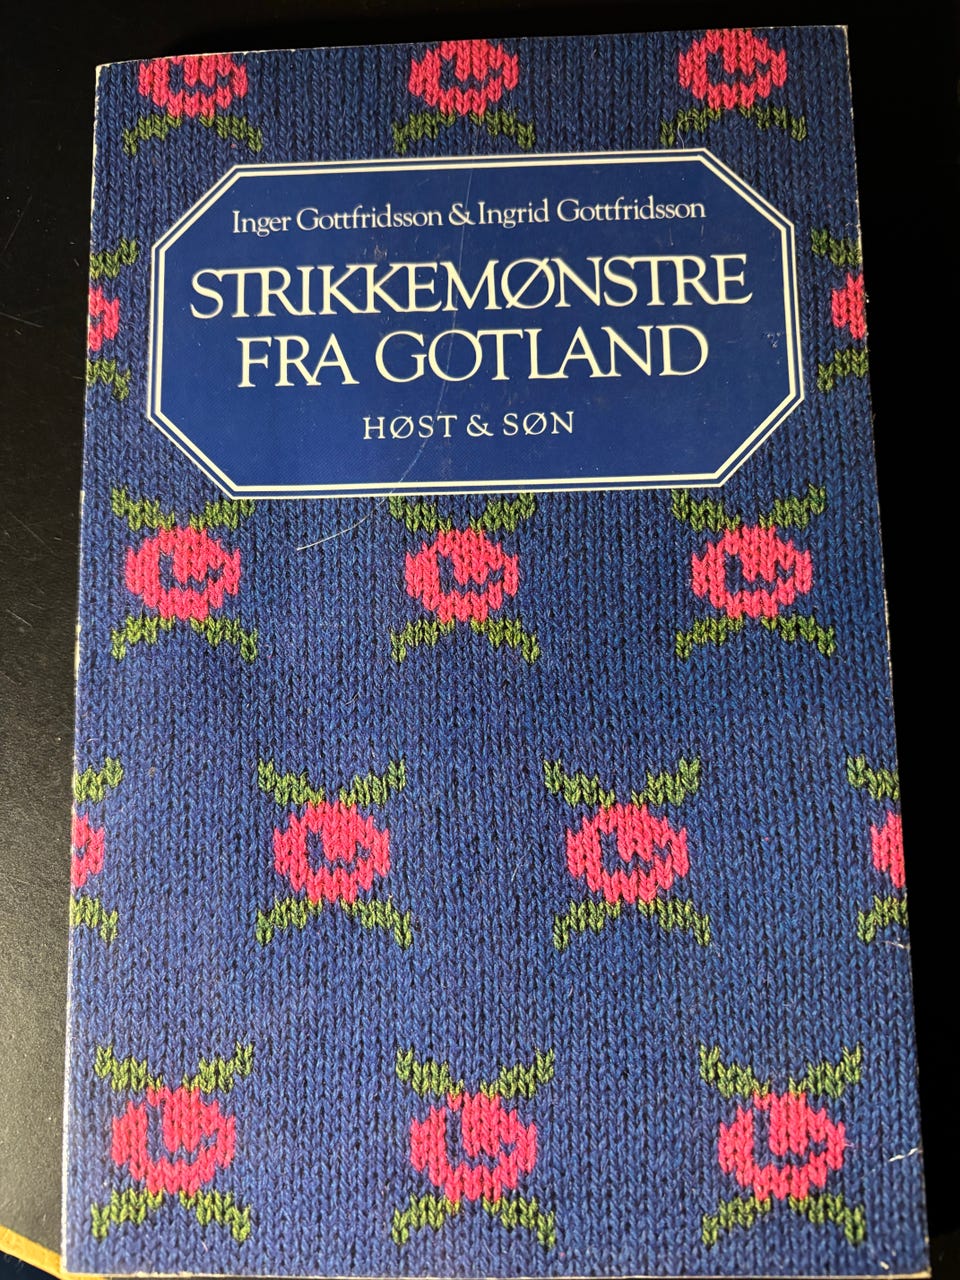 Inger Gottfridsson & Ingrid Gottfridsson
STRIKKEMØNSTRE
FRA GOTLAND
HØST & SØN